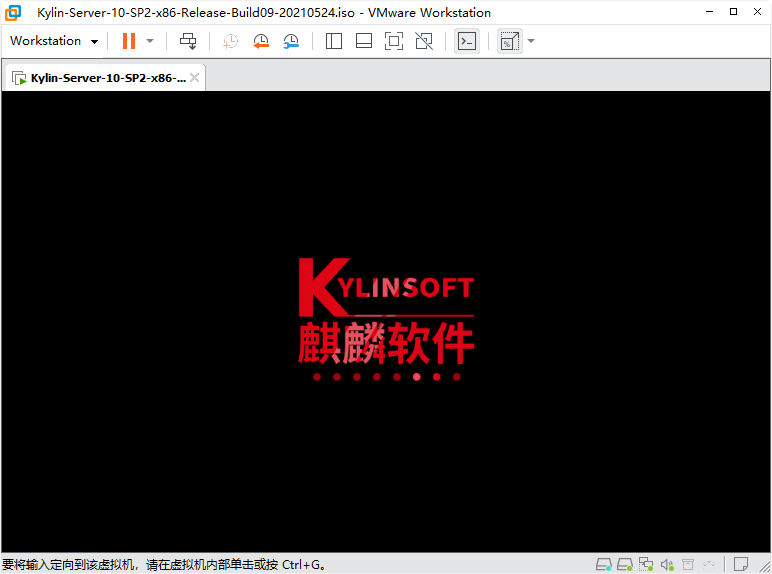 Kylin-Server-10-SP2-x86-Release-Build09-20210524.iso - VMware Workstation
Workstation
Kylin-Server-10-SP2-x86-...
KYLINSOFT
麒麟软件
要将输入定向到该虚拟机，请在虚拟机内部单击或按 Ctrl+G。